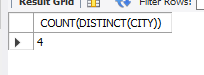 Result Grid Filter Rows:
COUNT(DISTINCT(CITY))
4